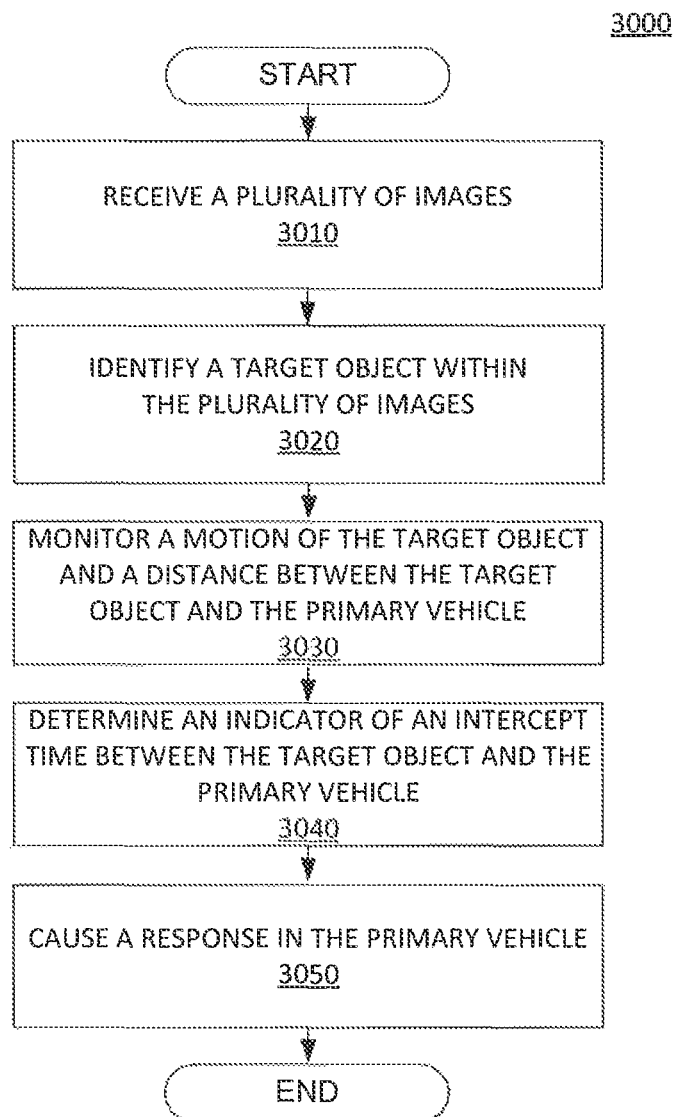 3000
START
RECEIVE A PLURALITY OF IMAGES
3010
IDENTIFY A TARGET OBJECT WITHIN
THE PLURALITY OF IMAGES
3020
MONITOR A MOTION OF THE TARGET OBJECT
AND A DISTANCE BETWEEN THE TARGET
OBJECT AND THE PRIMARY VEHICLE
3030
DETERMINE AN INDICATOR OF AN INTERCEPT
TIME BETWEEN THE TARGET OBJECT AND THE
PRIMARY VEHICLE
3040
CAUSE A RESPONSE IN THE PRIMARY VEHICLE
3050
END